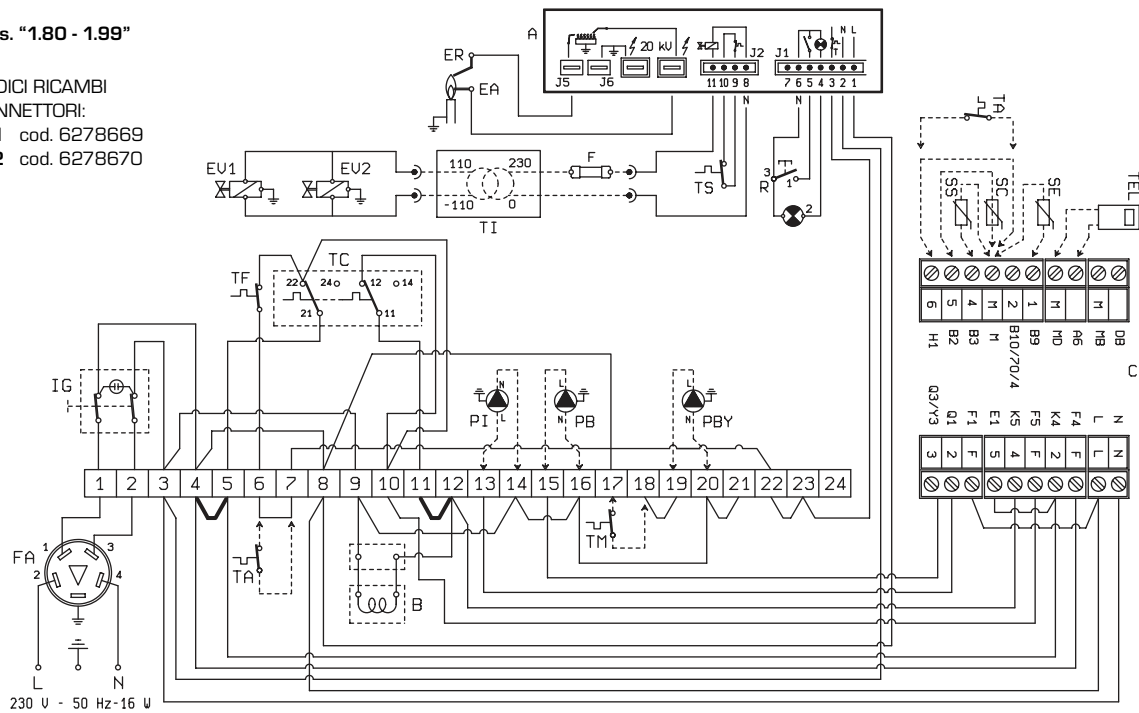 s. “1.80 - 1.99”
DICI RICAMBI
NNETTORI:
cod. 6278669
2 cod. 6278670
A
20 kV
J5
J6
J2
J1
N L
11 10 9 8
7 6 5 4 3 2 1
N
N
ER
EA
EV1
EV2
110
230
-110
0
TI
F
TS
3
1
R
2
TA
SS
SC
SE
TEL
6 5 4 M 2 1 MD M
H1 B2 B3 M B10/70/4 B9 MD A6 MB DB
C
Q3/Y3 Q1 F1 E1 K5 F5 K4 F4 L N
3 2 F 5 4 F 2 F L N
TF
TC
22
24
12
14
21
11
IG
N
L
PI
L
N
PB
L
N
PBY
1 2 3 4 5 6 7 8 9 10 11 12 13 14 15 16 17 18 19 20 21 22 23 24
FA
1
3
2
4
TA
B
TM
L
N
230 V - 50 Hz-16 W